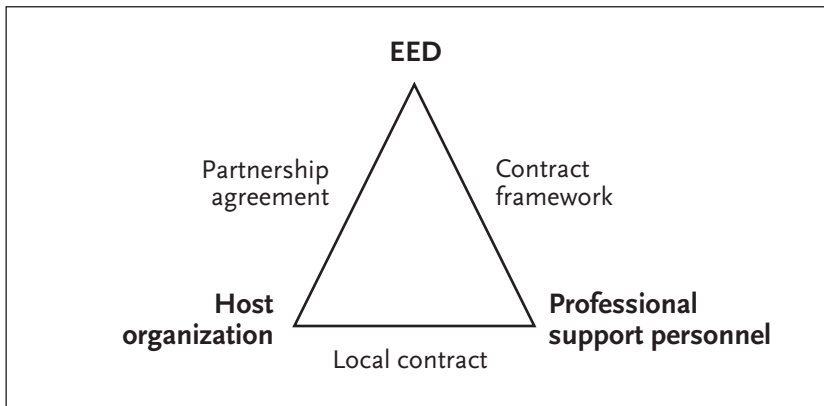 EED
Partnership
agreement
Contract
framework
Host
organization
Professional
support personnel
Local contract